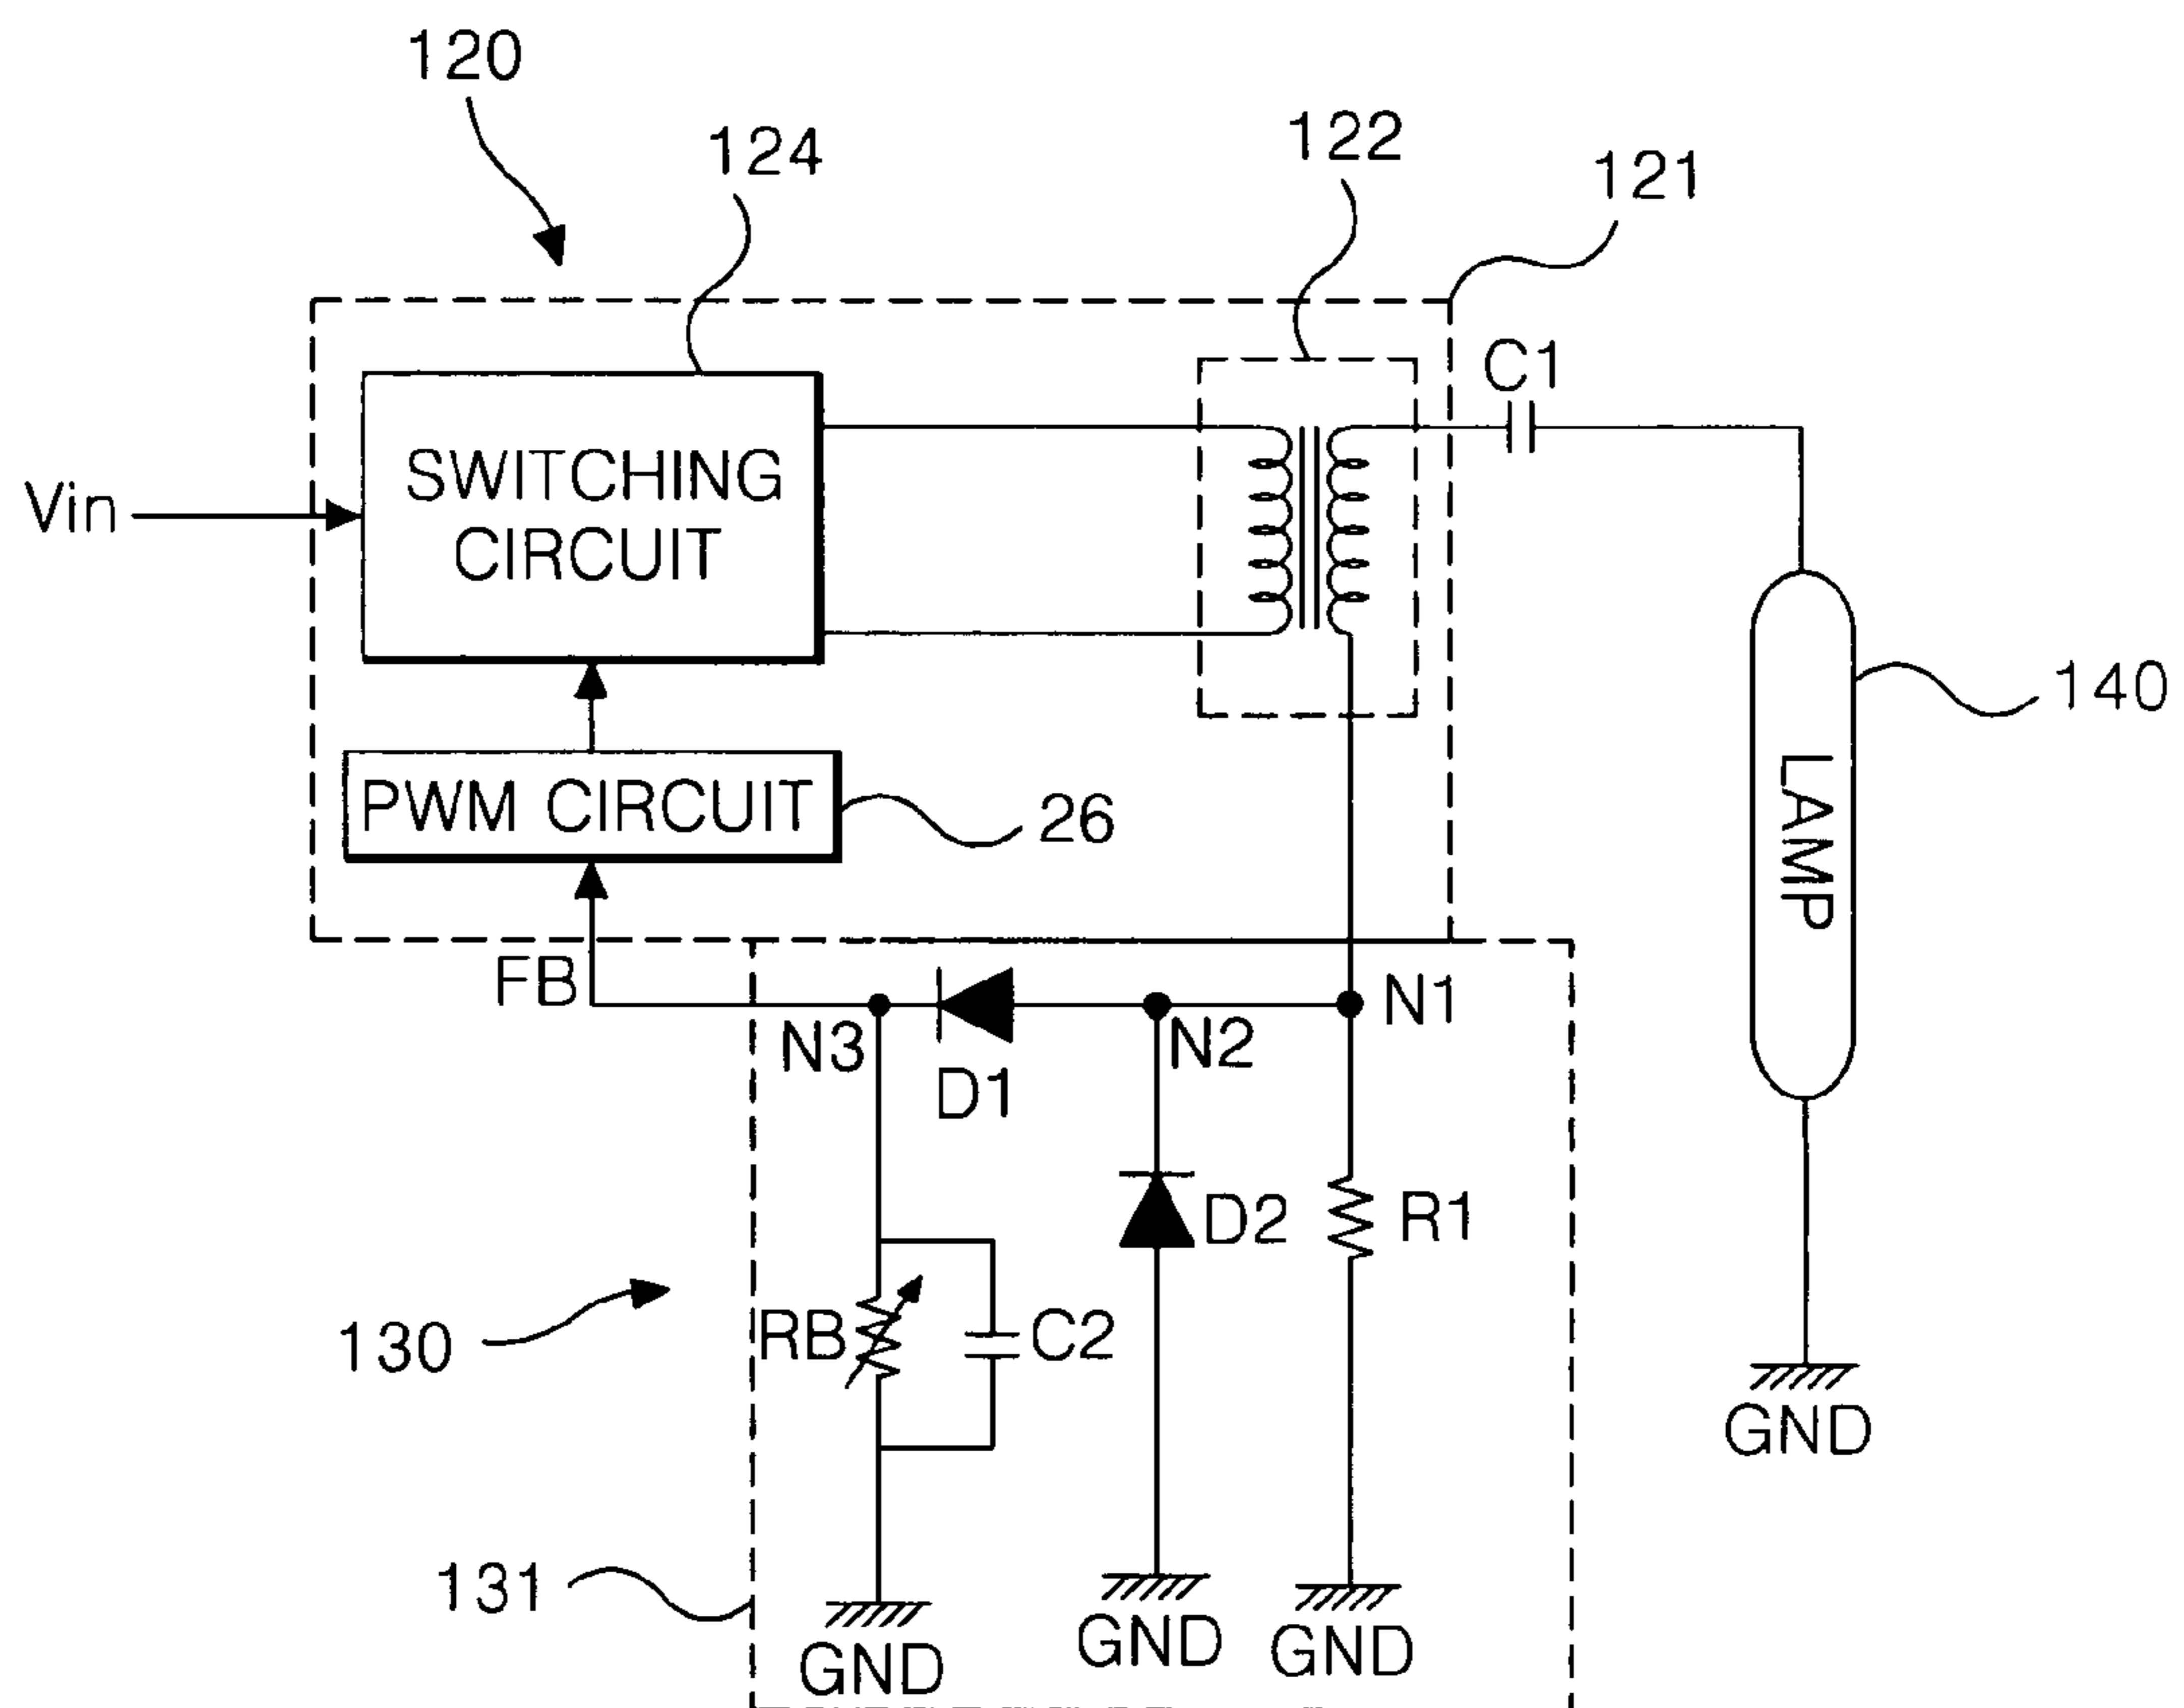 120
124
122
121
C1
SWITCHING
CIRCUIT
Vin
140
LAMP
PWM CIRCUIT
26
FB
N3
D1
N2
N1
D2
R1
RB
C2
130
GND
131
GND
GND
GND